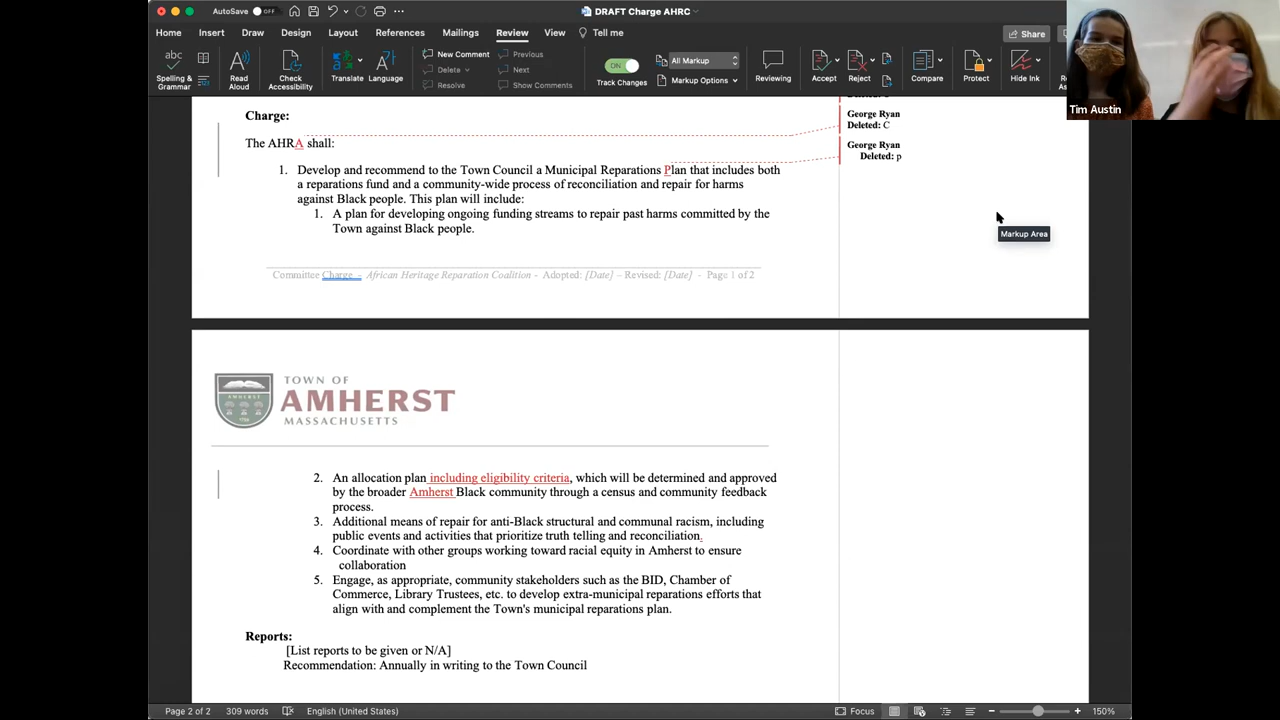 AutoSave OFF
DRAFT Charge AHRC
Home Insert Draw Design Layout References Mailings Review View Tell me
Share
Spelling & Grammar
Read Aloud
Check Accessibility
Translate
Language
New Comment
Delete
Resolve
Previous
Next
Show Comments
ON
Track Changes
All Markup
Markup Options
Reviewing
Accept
Reject
Compare
Protect
Hide Ink
Tim Austin
Charge:
The AHRA shall:
1. Develop and recommend to the Town Council a Municipal Reparations Plan that includes both
a reparations fund and a community-wide process of reconciliation and repair for harms
against Black people. This plan will include:
1. A plan for developing ongoing funding streams to repair past harms committed by the
Town against Black people.
Committee Charge - African Heritage Reparation Coalition - Adopted: [Date] – Revised: [Date] - Page 1 of 2
George Ryan
Deleted: C
George Ryan
Deleted: p
Markup Area
TOWN OF
AMHERST
MASSACHUSETTS
2. An allocation plan including eligibility criteria, which will be determined and approved
by the broader Amherst Black community through a census and community feedback
process.
3. Additional means of repair for anti-Black structural and communal racism, including
public events and activities that prioritize truth telling and reconciliation.
4. Coordinate with other groups working toward racial equity in Amherst to ensure
collaboration
5. Engage, as appropriate, community stakeholders such as the BID, Chamber of
Commerce, Library Trustees, etc. to develop extra-municipal reparations efforts that
align with and complement the Town's municipal reparations plan.
Reports:
[List reports to be given or N/A]
Recommendation: Annually in writing to the Town Council
Page 2 of 2 309 words English (United States) Focus 150%